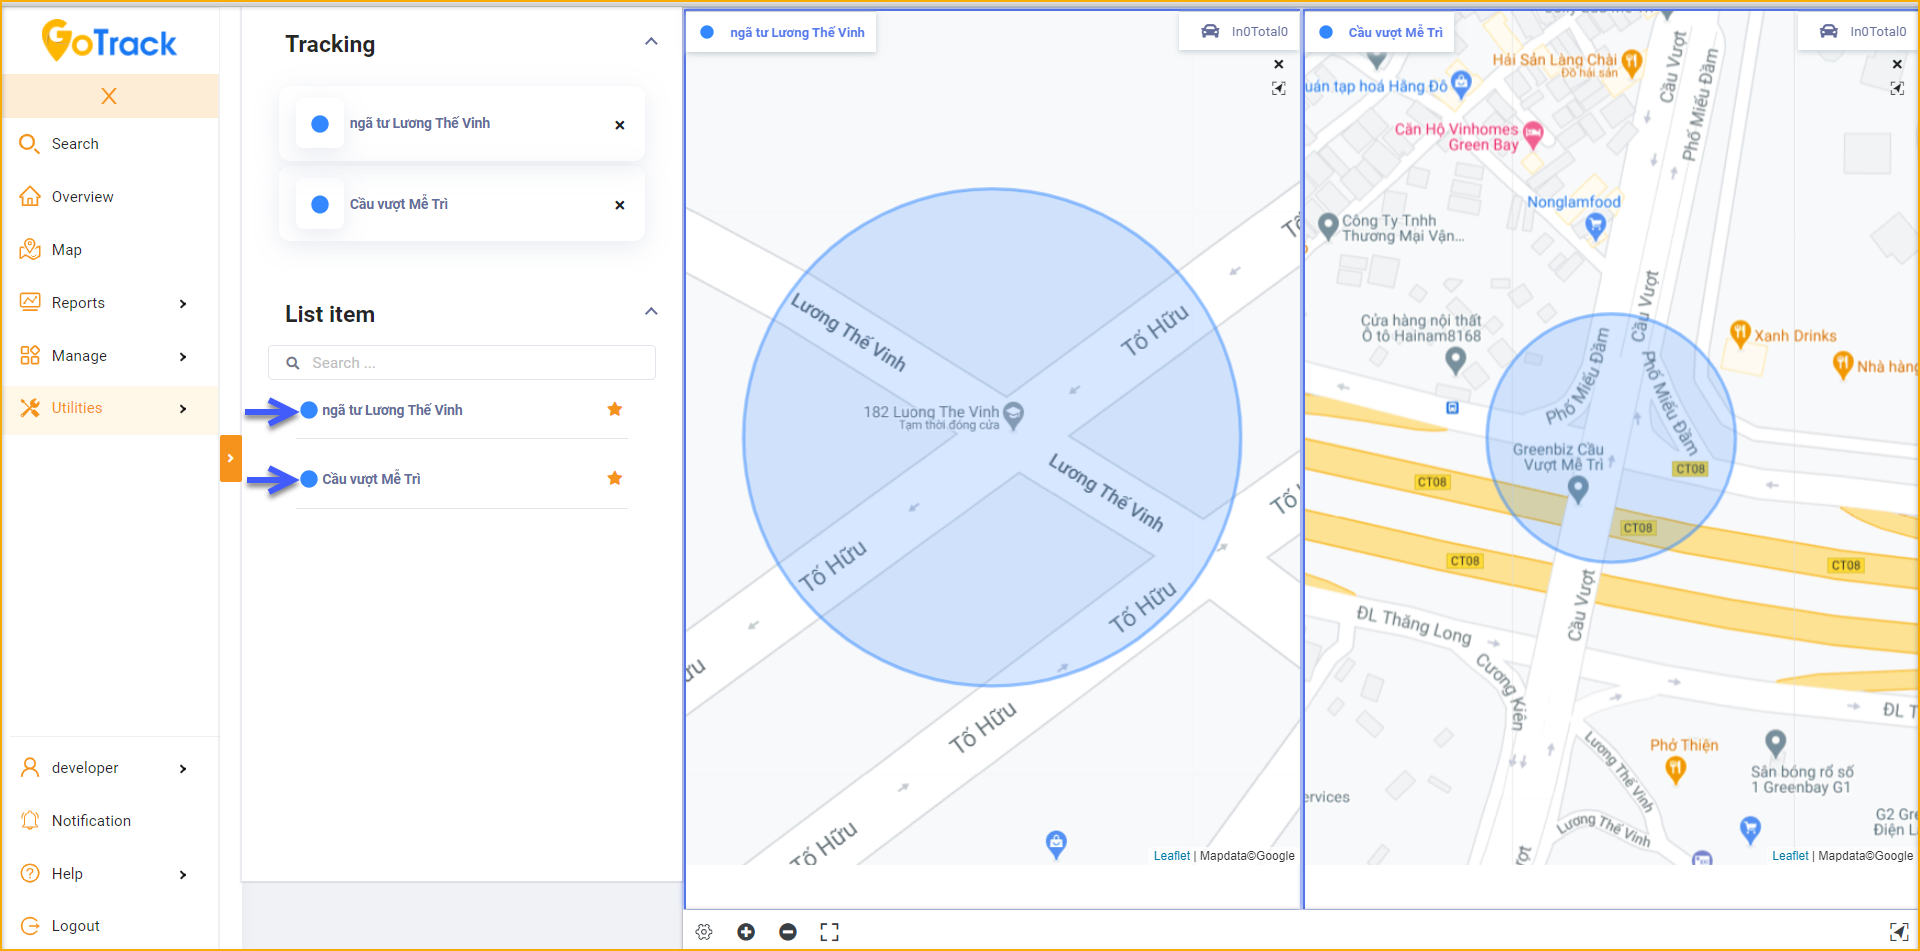 GoTrack
X
Search
Overview
Map
Reports
Manage
Utilities
developer
Notification
Help
Logout
Tracking
ngã tư Lương Thế Vinh
Cầu vượt Mễ Trì
List item
Search ...
ngã tư Lương Thế Vinh
Cầu vượt Mễ Trì
ngã tư Lương Thế Vinh
In0Total0
Tố Hữu
Lương Thế Vinh
182 Luong The Vinh
Tạm thời đóng cửa
Lương Thế Vinh
Tố
Tố Hữu
Tố Hữu
Tố Hữu
Tố Hữu
Leaflet | Mapdata©Google
Cầu vượt Mễ Trì
In0Total0
Hải Sản Làng Chài
Đồ hải sản
uán tạp hoá Hằng Đô
Căn Hộ Vinhomes
Green Bay
Cầu Vượt
Phố Miếu Đầm
Nonglamfood
Công Ty Tnhh
Thương Mại Vận...
Cầu Vượt
Cửa hàng nội thất
Ô tô Hainam8168
Xanh Drinks
Nhà hàng
Phố Miếu Đầm
Phố Miếu Đầm
Greenbiz Cầu
Vượt Mễ Trì
CT08
CT08
CT08
CT08
CT08
ĐL Thăng Long
Cầu Vượt
Cương Kiên
ĐL T
Phở Thiện
Sân bóng rổ số
1 Greenbay G1
ervices
Lương Thế Vinh
Lương Thế Vinh
G2 Gre
Điện L
Leaflet | Mapdata©Google